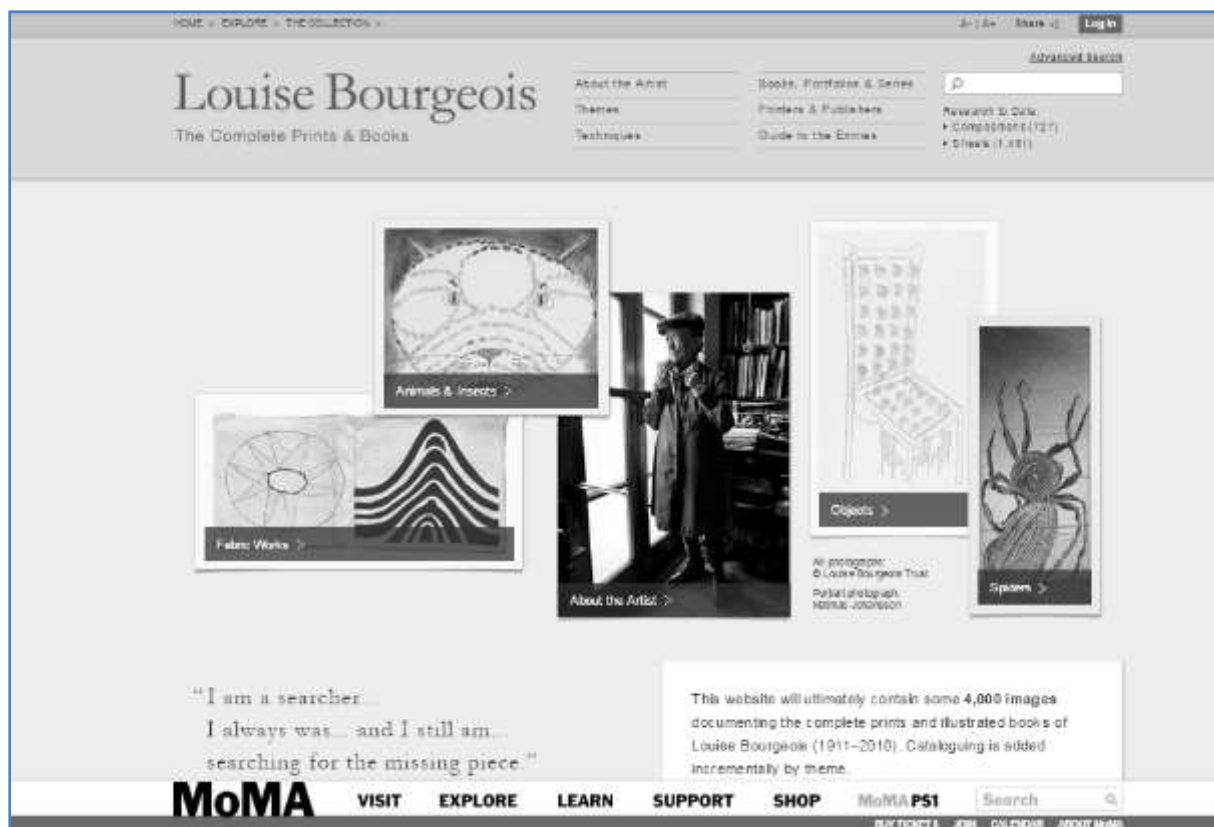 HOME > EXPLORE > THE COLLECTION >
A- | A+ Share Log In
Advanced Search
Louise Bourgeois
The Complete Prints & Books
About the Artist
Themes
Techniques
Books, Portfolios & Series
Printers & Publishers
Guide to the Entries
Research to Date:
Compositions (727)
Sheets
Animals & Insects >
Fabric Works >
About the Artist >
Objects >
Spiders >
All photographs:
© Louise Bourgeois Trust
Portrait photograph:
Mathias Johansson
“I am a searcher...
I always was... and I still am...
searching for the missing piece.”
This website will ultimately contain some 4,000 images
documenting the complete prints and illustrated books of
Louise Bourgeois (1911–2010). Cataloguing is added
incrementally by theme.
MoMA VISIT EXPLORE LEARN SUPPORT SHOP MoMAPS1 Search
BUY TICKETS JOIN CALENDAR ABOUT MoMA